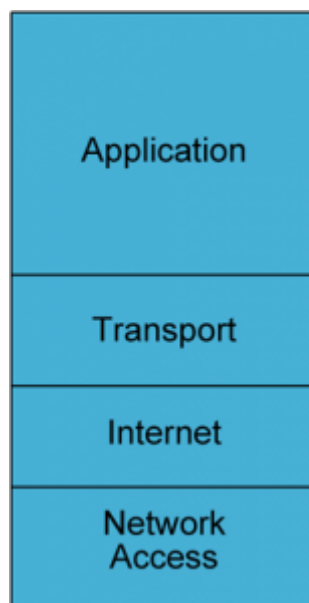 Application
Transport
Internet
Network
Access